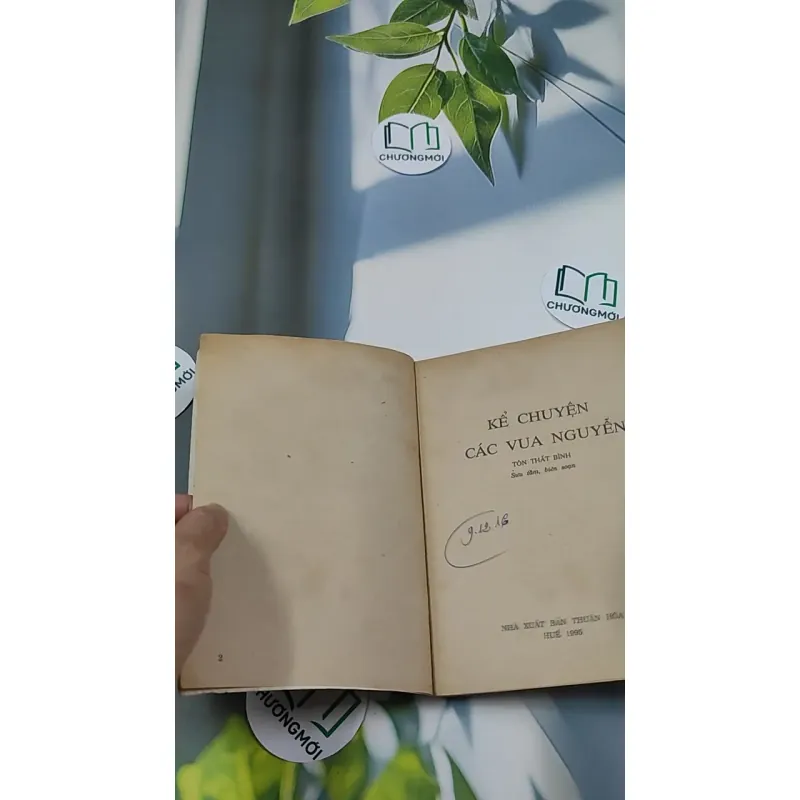 CHƯƠNGMỚI
CHƯƠNGMỚI
MỚI
KỂ CHUYỆN
CÁC VUA NGUYỄN
TÔN THẤT BÌNH
Sưu tầm, biên soạn
9.12.16
NHÀ XUẤT BẢN THUẬN HÓA
HUẾ 1995
2
CHƯƠNGMỚI